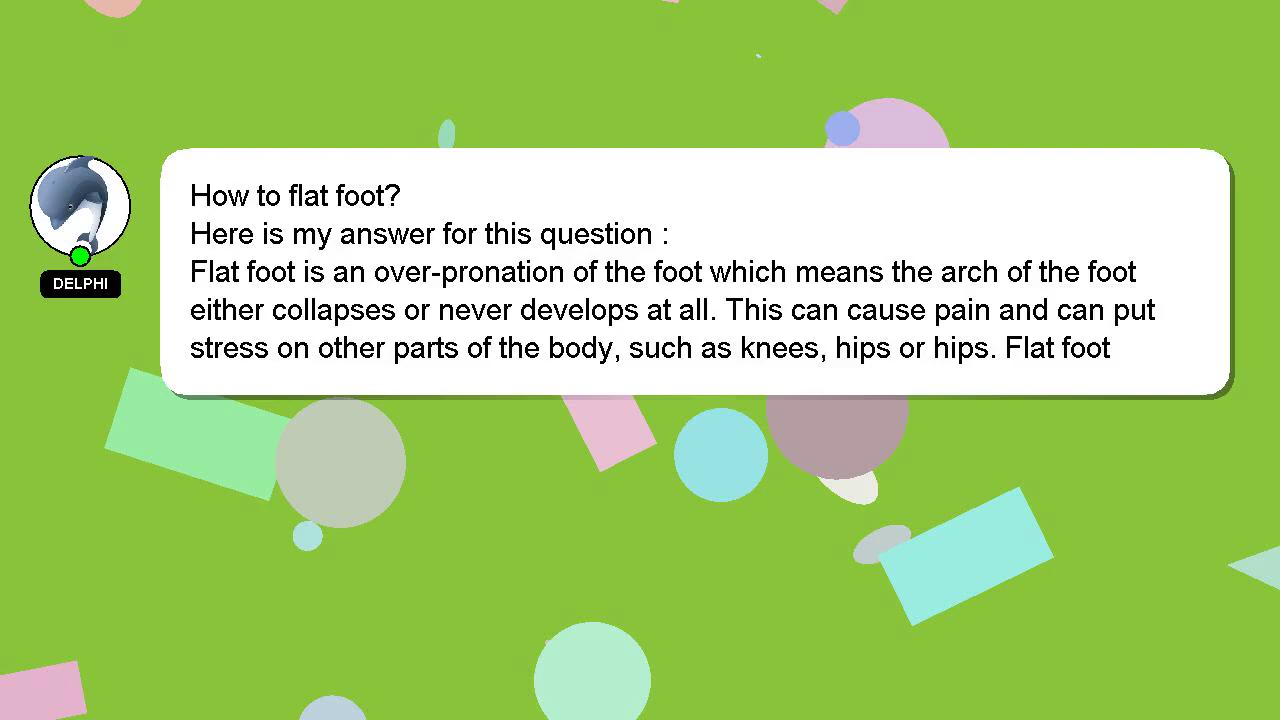 How to flat foot?
Here is my answer for this question :
Flat foot is an over-pronation of the foot which means the arch of the foot
either collapses or never develops at all. This can cause pain and can put
stress on other parts of the body, such as knees, hips or hips. Flat foot
DELPHI